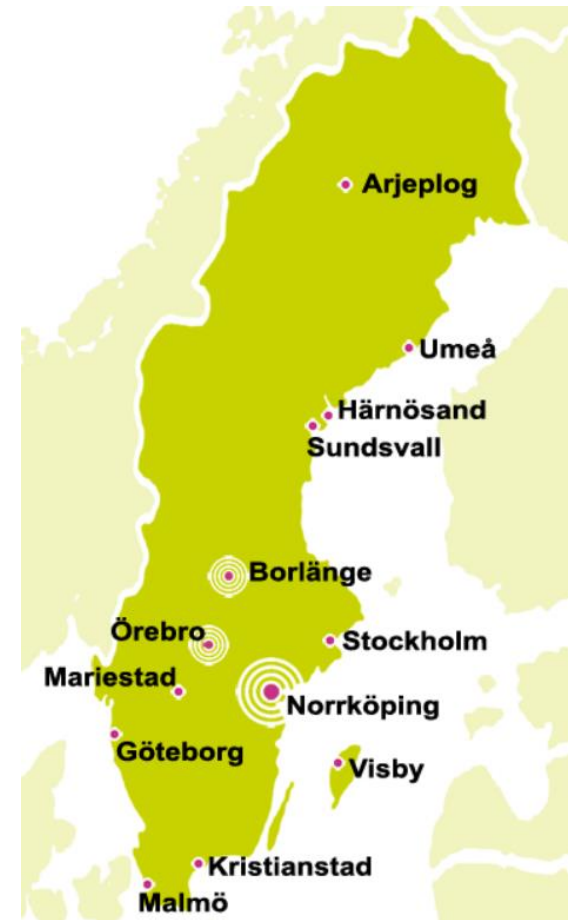 Arjeplog
Umeå
Härnösand
Sundsvall
Borlänge
Örebro
Stockholm
Mariestad
Norrköping
Göteborg
Visby
Kristianstad
Malmö